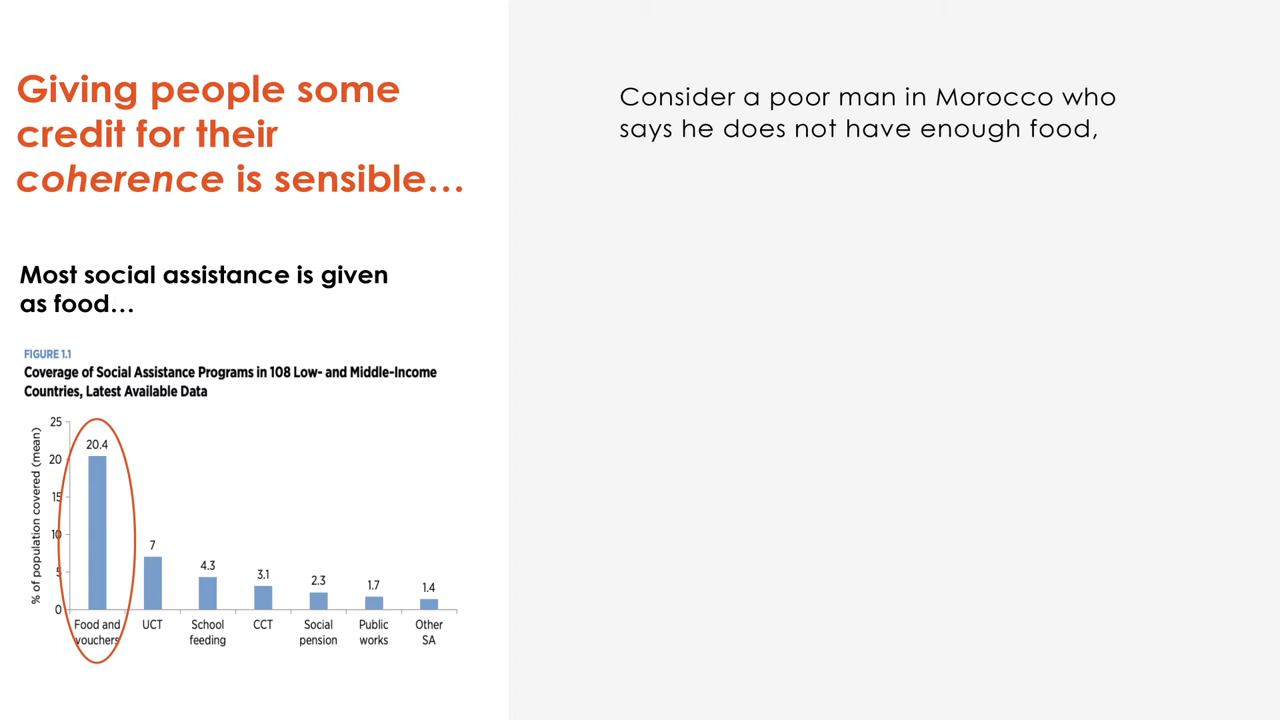 Giving people some
credit for their
coherence is sensible…
Most social assistance is given
as food…
FIGURE 1.1
Coverage of Social Assistance Programs in 108 Low- and Middle-Income
Countries, Latest Available Data
% of population covered (mean)
25
20
15
10
5
0
20.4
7
4.3
3.1
2.3
1.7
1.4
Food and
vouchers
UCT
School
feeding
CCT
Social
pension
Public
works
Other
SA
Consider a poor man in Morocco who
says he does not have enough food,